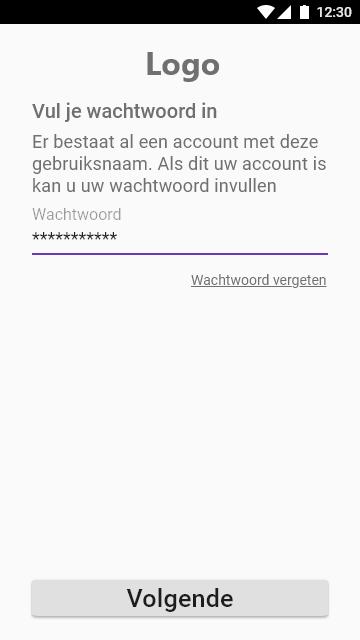 12:30
Logo
Vul je wachtwoord in
Er bestaat al een account met deze
gebruiksnaam. Als dit uw account is
kan u uw wachtwoord invullen
Wachtwoord
***********
Wachtwoord vergeten
Volgende